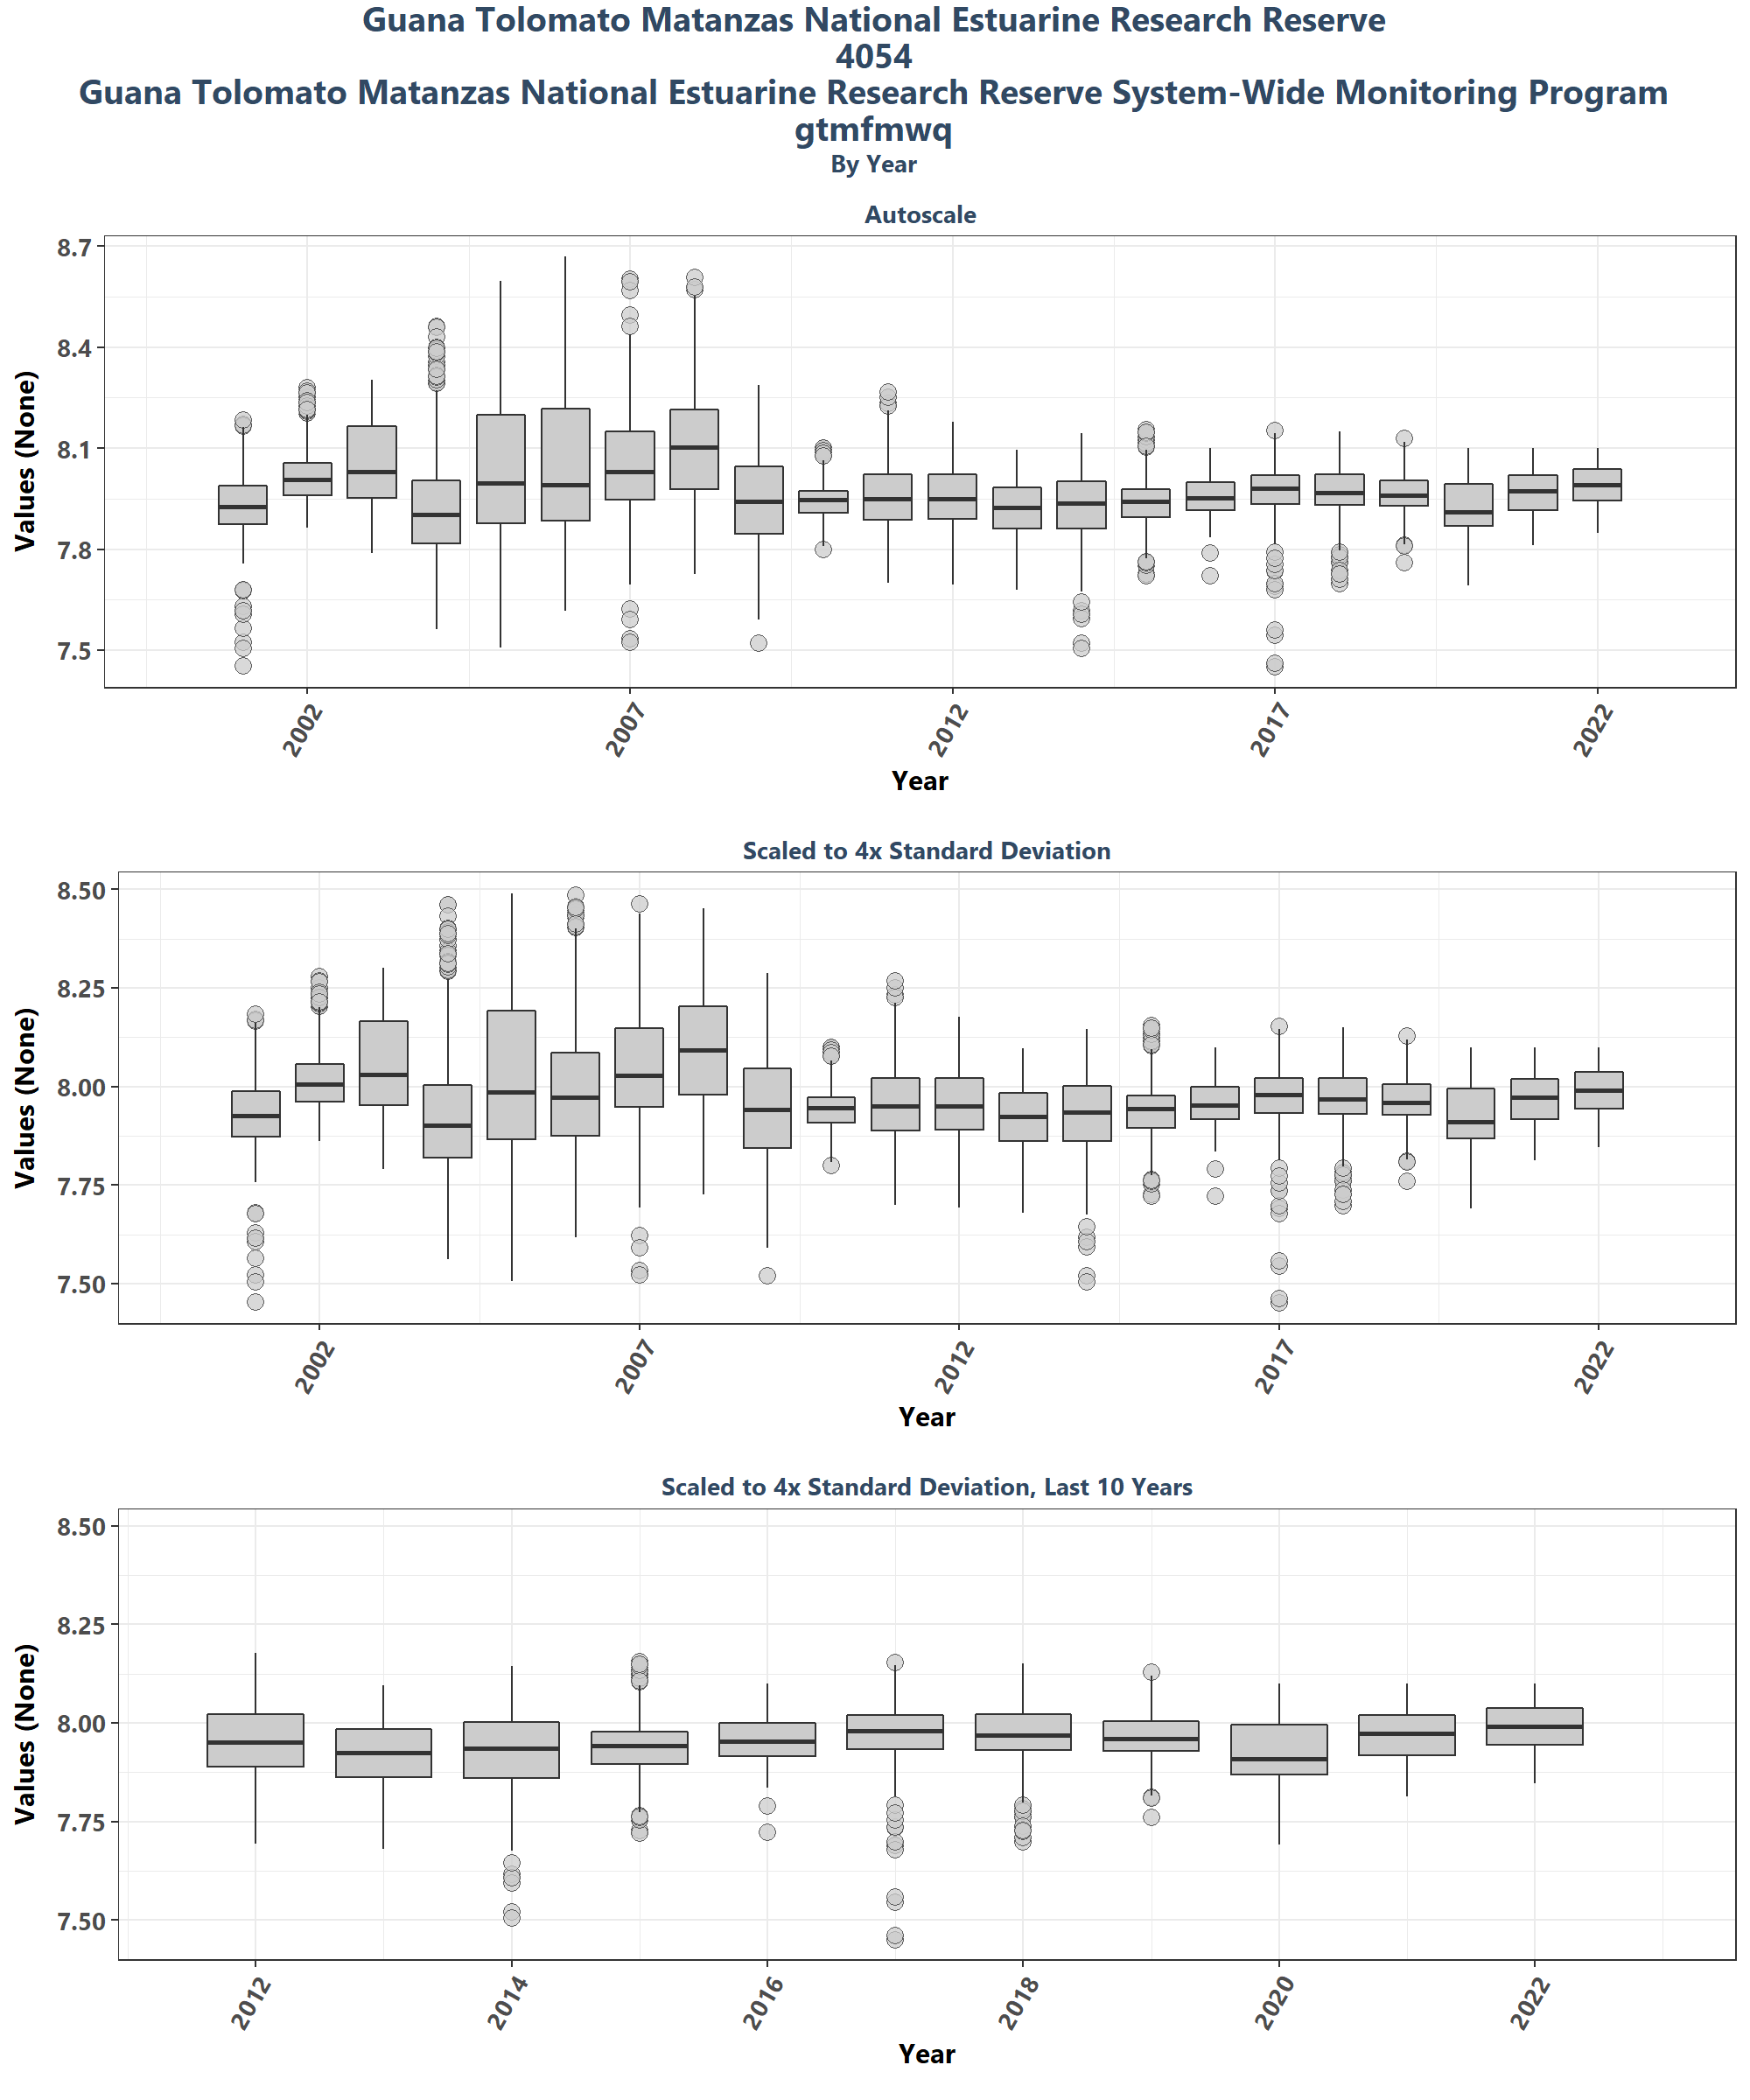 Guana Tolomato Matanzas National Estuarine Research Reserve
4054
Guana Tolomato Matanzas National Estuarine Research Reserve System-Wide Monitoring Program
gtmfmwq
By Year
Autoscale
Values (None)
8.7
8.4
8.1
7.8
7.5
2002
2007
2012
2017
2022
Year
Scaled to 4x Standard Deviation
Values (None)
8.50
8.25
8.00
7.75
7.50
2002
2007
2012
2017
2022
Year
Scaled to 4x Standard Deviation, Last 10 Years
Values (None)
8.50
8.25
8.00
7.75
7.50
2012
2014
2016
2018
2020
2022
Year